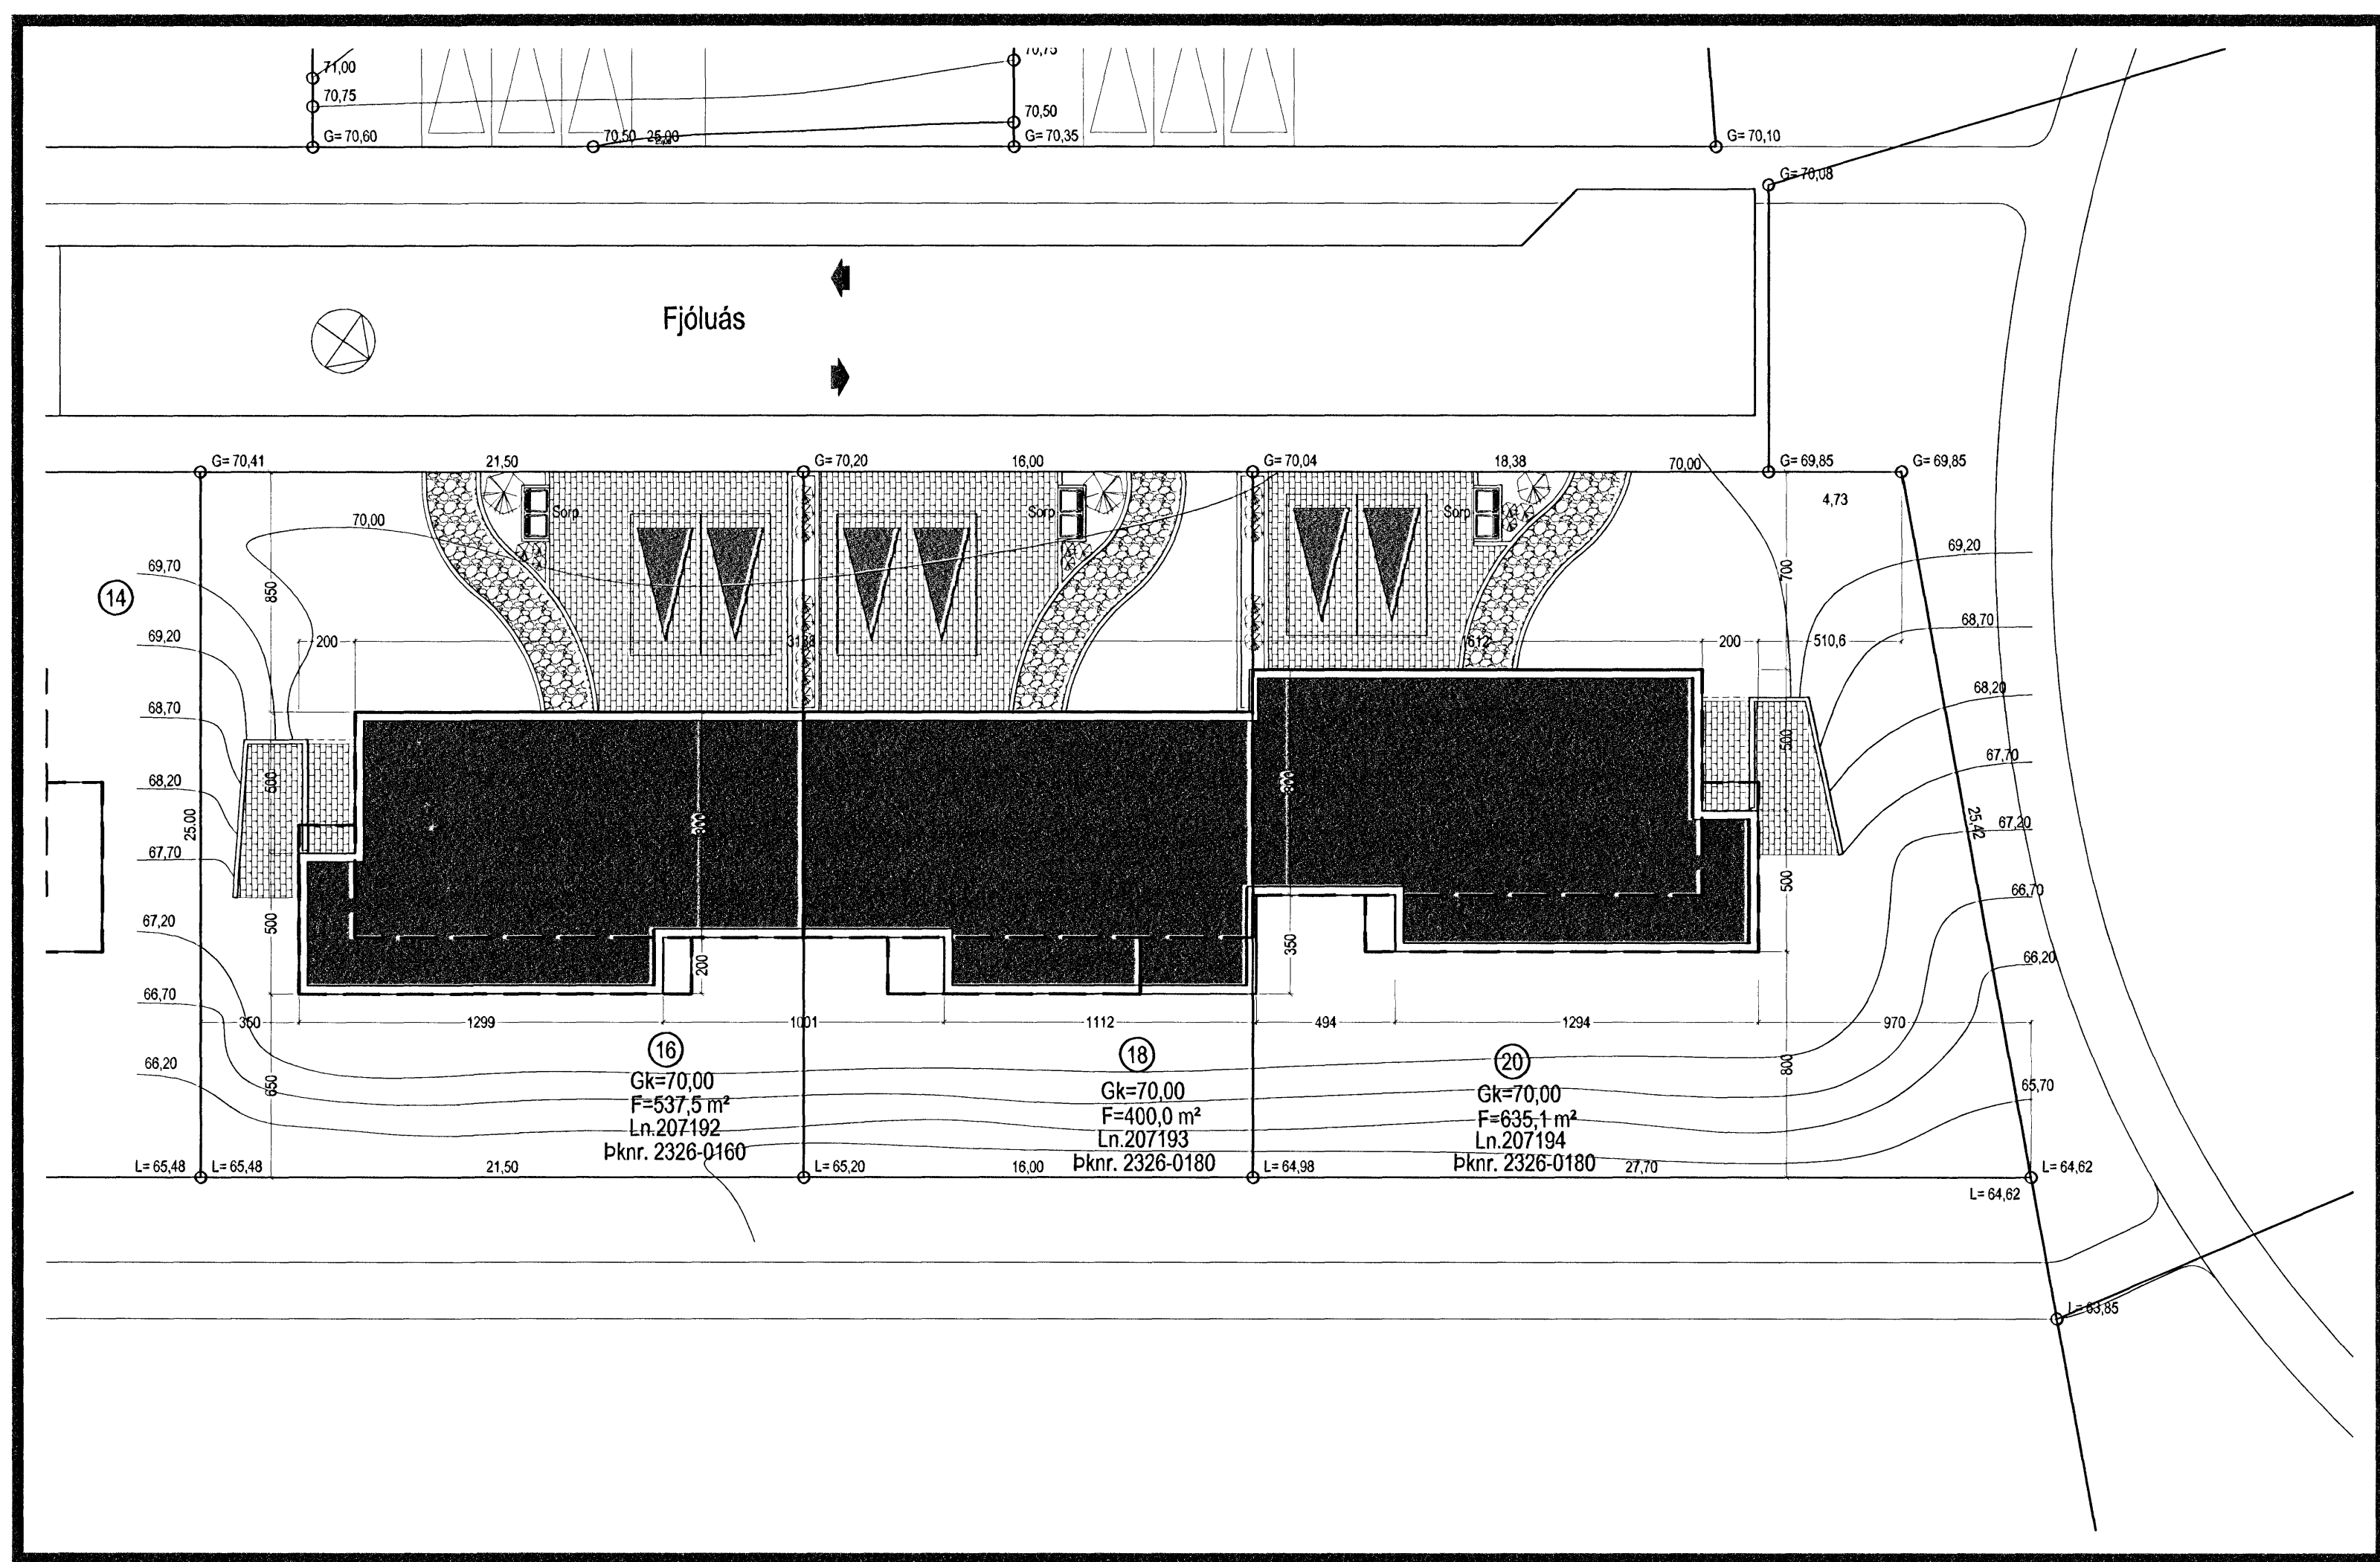 70,75
71,00
70,75
70,50
G= 70,60
70,50 25,00
G= 70,35
G= 70,10
G= 70,08
Fjóluás
G= 70,41
21,50
G= 70,20
16,00
G= 70,04
18,38
70,00
G= 69,85
G= 69,85
4,73
Sorp
Sorp
Sorp
70,00
69,20
69,70
14
850
700
68,70
69,20
200
1612
200
510,6
68,20
68,70
500
500
67,70
68,20
25,00
800
800
25,42
67,20
67,70
500
66,70
67,20
500
200
350
66,20
66,70
350
1299
1001
1112
494
1294
970
66,20
650
800
65,70
16
Gk=70,00
F=537,5 m²
Ln.207192
Þknr. 2326-0160
18
Gk=70,00
F=400,0 m²
Ln.207193
Þknr. 2326-0180
20
Gk=70,00
F=635,1 m²
Ln.207194
Þknr. 2326-0180
L= 65,48
L= 65,48
21,50
L= 65,20
16,00
L= 64,98
27,70
L= 64,62
L= 64,62
L= 63,85